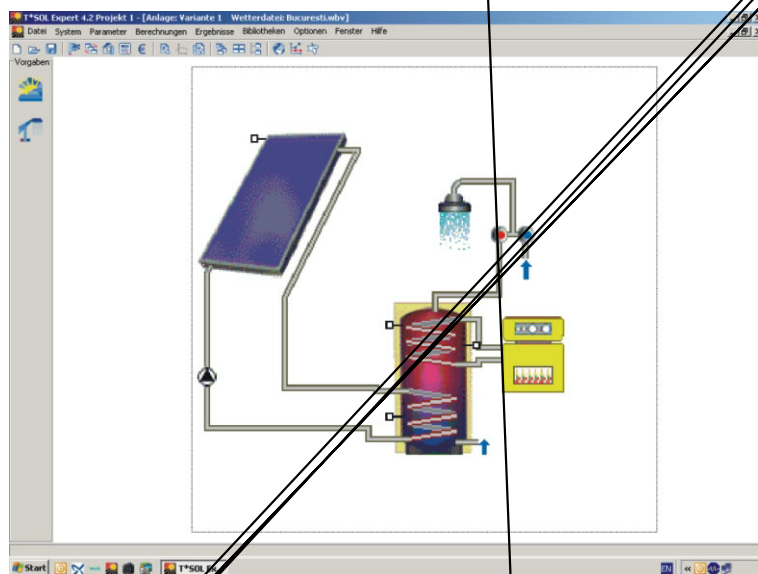 T*SOL Expert 4.2 Projekt 1 - [Anlage: Variante 1 Wetterdatei: Bucuresti.wbv]
Datei System Parameter Berechnungen Ergebnisse Bibliotheken Optionen Fenster Hilfe
Vorgaben
Start T*SOL EN «